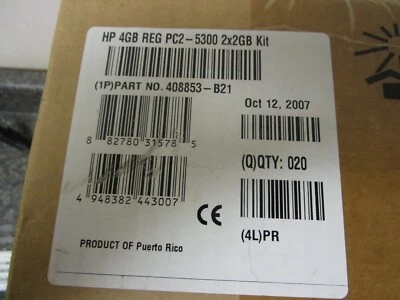 HP 4GB REG PC2-5300 2x2GB Kit
(1P)PART NO. 408853-B21
Oct 12, 2007
8 82780 31578 5
(Q)QTY: 020
4 948382 443007
CE
(4L)PR
PRODUCT OF Puerto Rico